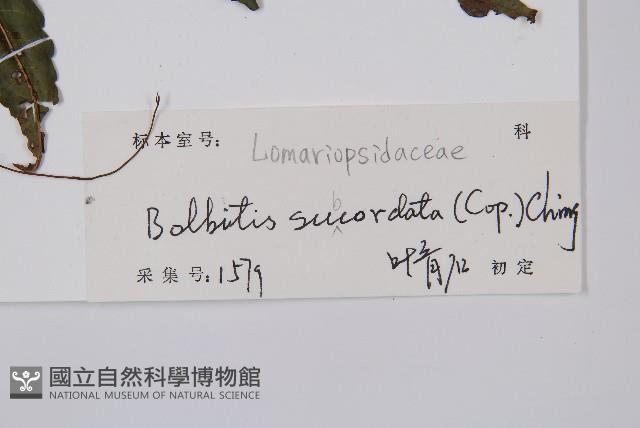 标本室号: Lomariopsidaceae 科
b
Bolbitis sucordata (Cop.) Ching
采集号: 1579 初定
國立自然科學博物館
NATIONAL MUSEUM OF NATURAL SCIENCE